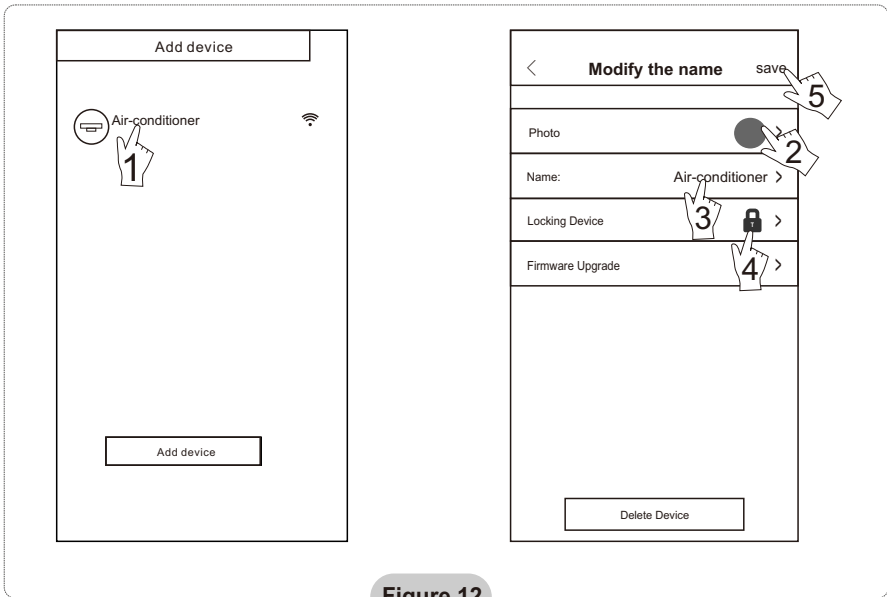 Add device
Air-conditioner
1
Add device
Modify the name
save
5
Photo
2
Name:
Air-conditioner
3
Locking Device
4
Firmware Upgrade
Delete Device
Figure 12